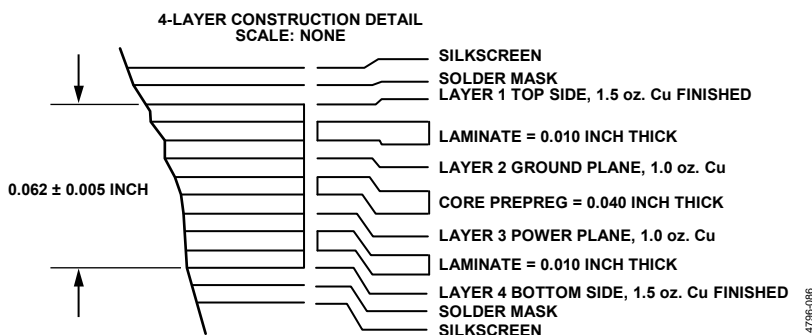 4-LAYER CONSTRUCTION DETAIL
SCALE: NONE
SILKSCREEN
SOLDER MASK
LAYER 1 TOP SIDE, 1.5 oz. Cu FINISHED
LAMINATE = 0.010 INCH THICK
LAYER 2 GROUND PLANE, 1.0 oz. Cu
0.062 ± 0.005 INCH
CORE PREPREG = 0.040 INCH THICK
LAYER 3 POWER PLANE, 1.0 oz. Cu
LAMINATE = 0.010 INCH THICK
LAYER 4 BOTTOM SIDE, 1.5 oz. Cu FINISHED
SOLDER MASK
SILKSCREEN